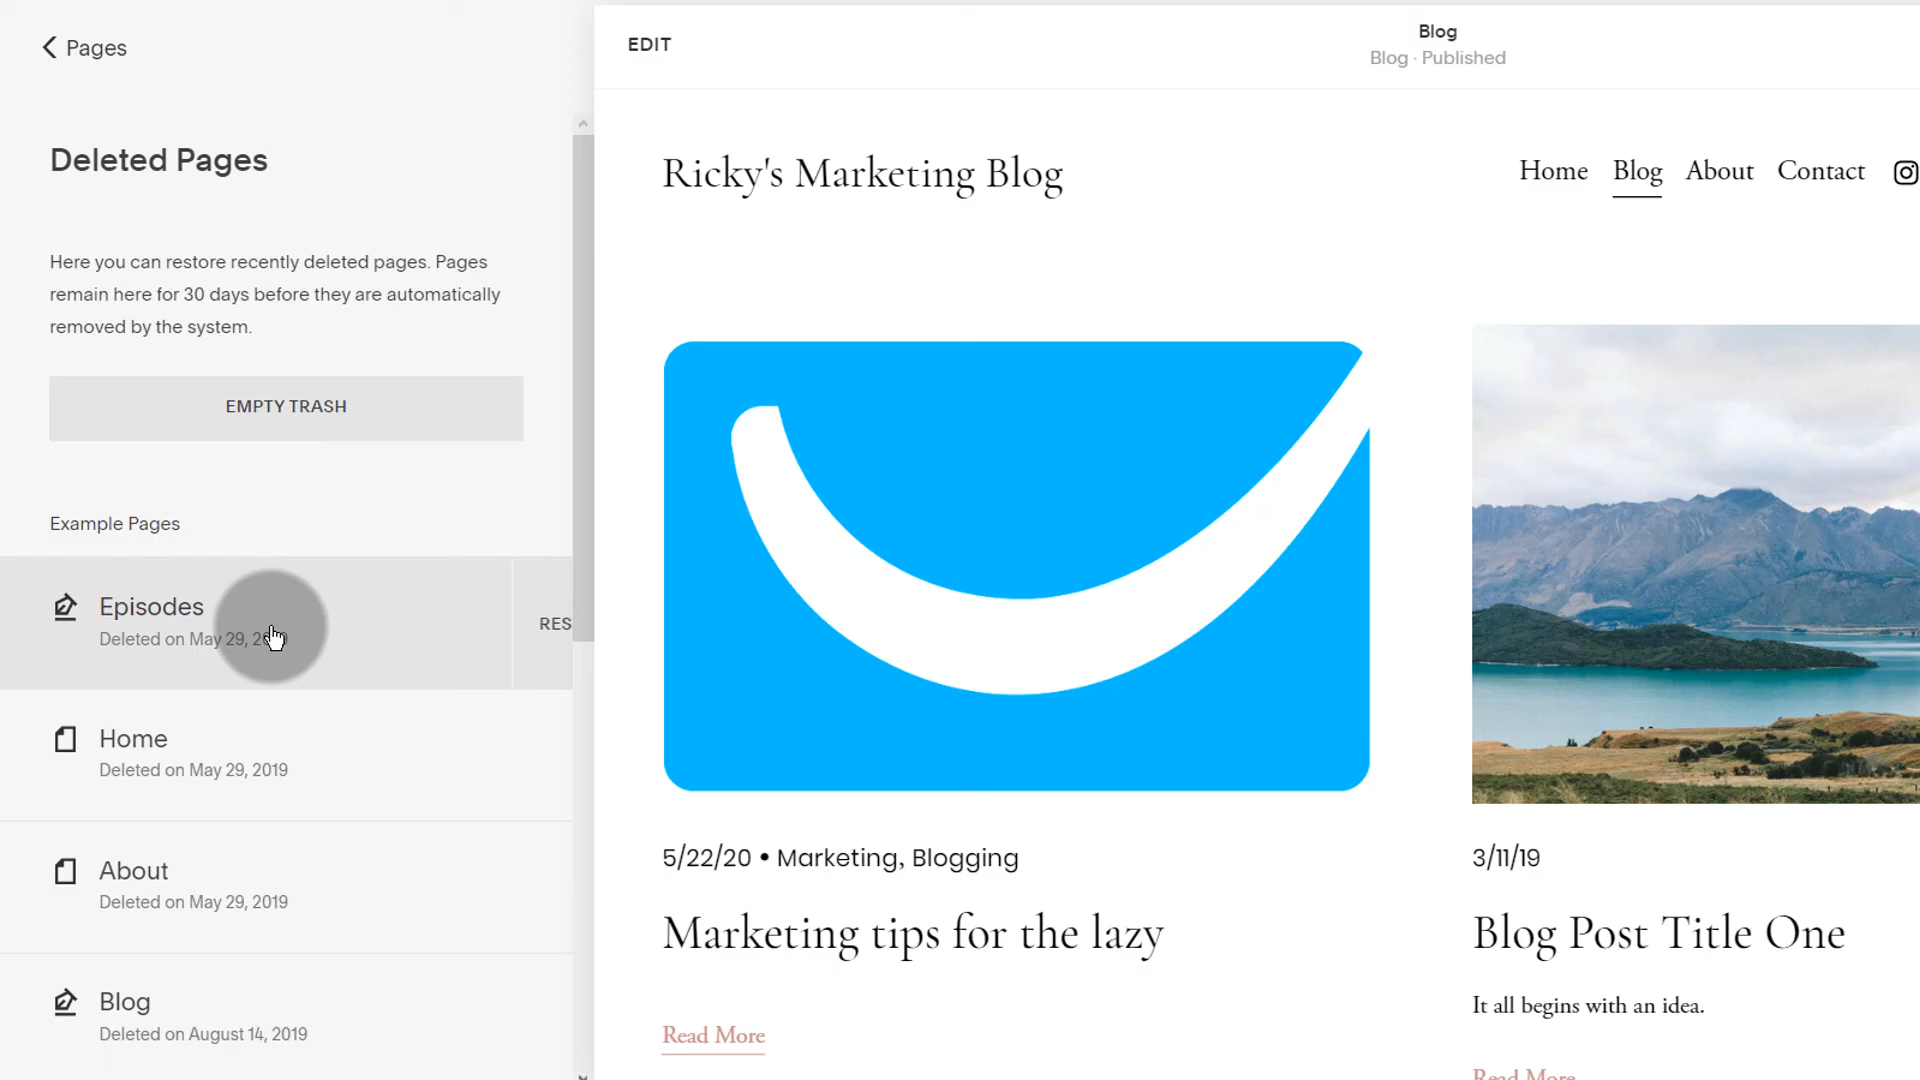 Pages
Deleted Pages
Here you can restore recently deleted pages. Pages
remain here for 30 days before they are automatically
removed by the system.
EMPTY TRASH
Example Pages
Episodes
Deleted on May 29, 2019
RES
Home
Deleted on May 29, 2019
About
Deleted on May 29, 2019
Blog
Deleted on August 14, 2019
EDIT
Blog
Blog · Published
Ricky's Marketing Blog
Home Blog About Contact
5/22/20 • Marketing, Blogging
Marketing tips for the lazy
Read More
3/11/19
Blog Post Title One
It all begins with an idea.
Read More